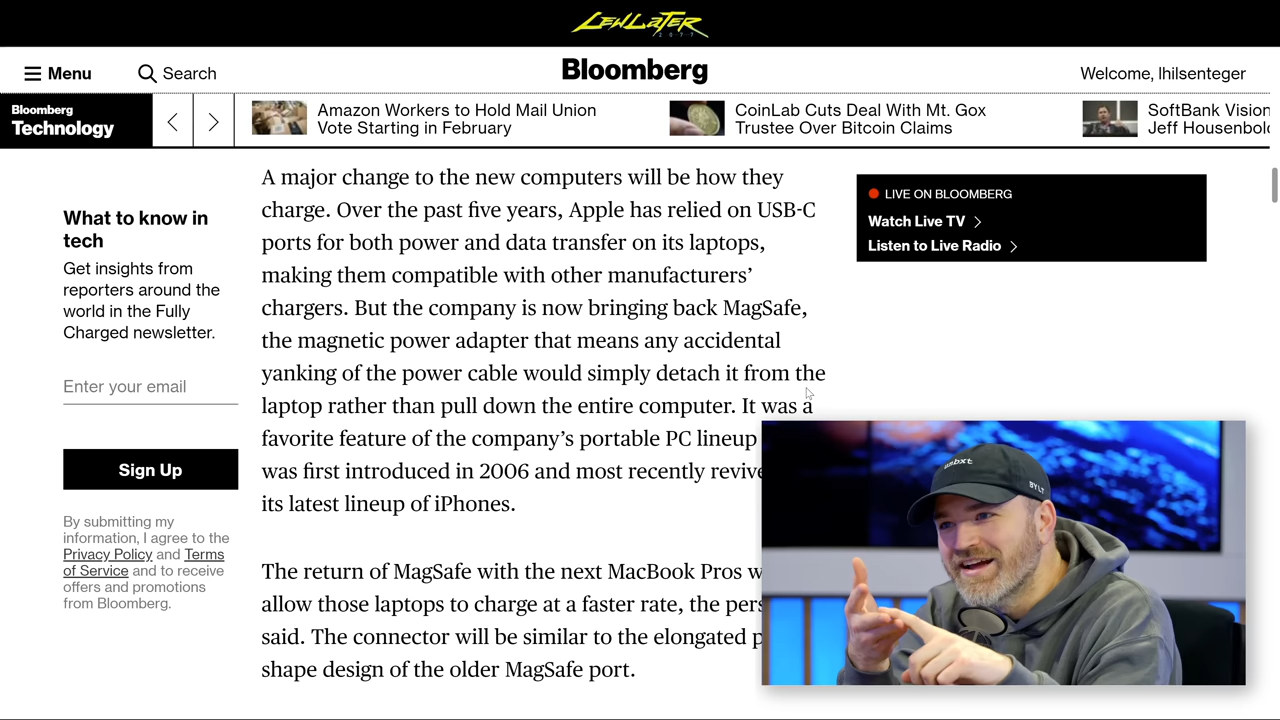 LEWLATER
2077
Menu
Search
Bloomberg
Welcome, lhilsenteger
Bloomberg
Technology
Amazon Workers to Hold Mail Union
Vote Starting in February
CoinLab Cuts Deal With Mt. Gox
Trustee Over Bitcoin Claims
SoftBank Vision
Jeff
What to know in
tech
Get insights from
reporters around the
world in the Fully
Charged newsletter.
Enter your email
Sign Up
By submitting my
information, I agree to the
Privacy Policy and Terms
of Service and to receive
offers and promotions
from Bloomberg.
A major change to the new computers will be how they
charge. Over the past five years, Apple has relied on USB-C
ports for both power and data transfer on its laptops,
making them compatible with other manufacturers’
chargers. But the company is now bringing back MagSafe,
the magnetic power adapter that means any accidental
yanking of the power cable would simply detach it from the
laptop rather than pull down the entire computer. It was a
favorite feature of the company’s portable PC lineup
was first introduced in 2006 and most recently revive
its latest lineup of iPhones.
The return of MagSafe with the next MacBook Pros w
allow those laptops to charge at a faster rate, the pers
said. The connector will be similar to the elongated p
shape design of the older MagSafe port.
LIVE ON BLOOMBERG
Watch Live TV
Listen to Live Radio
unbxt
BY LT